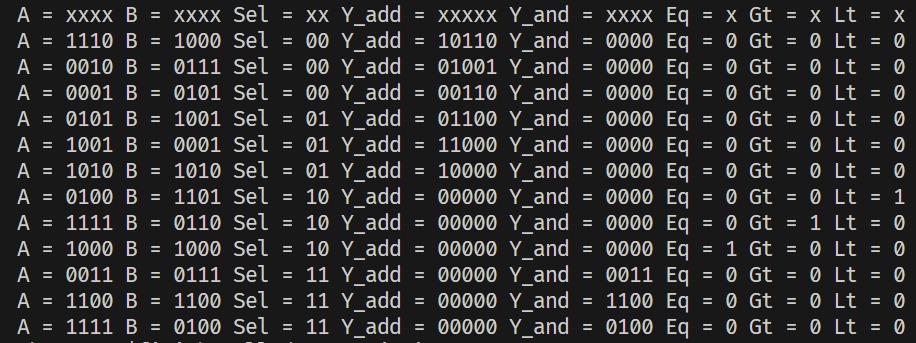 A = xxxx B = xxxx Sel = xx Y_add = xxxxx Y_and = xxxx Eq = x Gt = x Lt = x
A = 1110 B = 1000 Sel = 00 Y_add = 10110 Y_and = 0000 Eq = 0 Gt = 0 Lt = 0
A = 0010 B = 0111 Sel = 00 Y_add = 01001 Y_and = 0000 Eq = 0 Gt = 0 Lt = 0
A = 0001 B = 0101 Sel = 00 Y_add = 00110 Y_and = 0000 Eq = 0 Gt = 0 Lt = 0
A = 0101 B = 1001 Sel = 01 Y_add = 01100 Y_and = 0000 Eq = 0 Gt = 0 Lt = 0
A = 1001 B = 0001 Sel = 01 Y_add = 11000 Y_and = 0000 Eq = 0 Gt = 0 Lt = 0
A = 1010 B = 1010 Sel = 01 Y_add = 10000 Y_and = 0000 Eq = 0 Gt = 0 Lt = 0
A = 0100 B = 1101 Sel = 10 Y_add = 00000 Y_and = 0000 Eq = 0 Gt = 0 Lt = 1
A = 1111 B = 0110 Sel = 10 Y_add = 00000 Y_and = 0000 Eq = 0 Gt = 1 Lt = 0
A = 1000 B = 1000 Sel = 10 Y_add = 00000 Y_and = 0000 Eq = 1 Gt = 0 Lt = 0
A = 0011 B = 0111 Sel = 11 Y_add = 00000 Y_and = 0011 Eq = 0 Gt = 0 Lt = 0
A = 1100 B = 1100 Sel = 11 Y_add = 00000 Y_and = 1100 Eq = 0 Gt = 0 Lt = 0
A = 1111 B = 0100 Sel = 11 Y_add = 00000 Y_and = 0100 Eq = 0 Gt = 0 Lt = 0